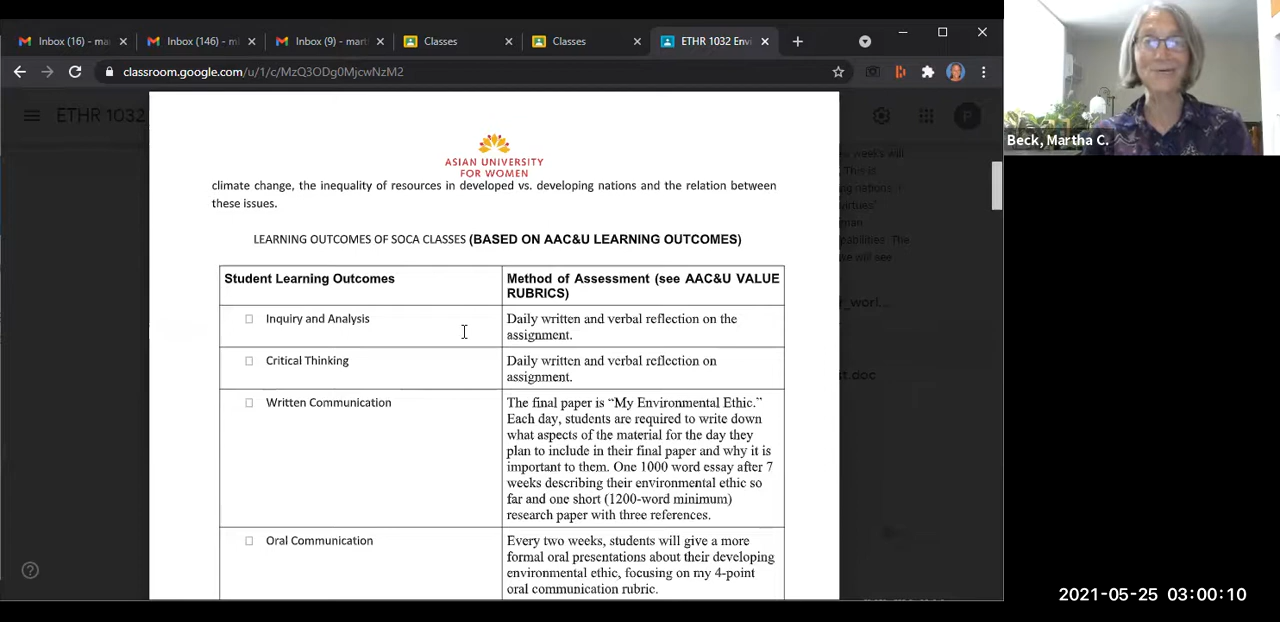 Inbox (16) - ma
Inbox (146) - m
Inbox (9) - mart
Classes
Classes
ETHR 1032 Envi
classroom.google.com/u/1/c/MzQ3ODg0MjcwNzM2
ETHR 1032
P
Beck, Martha C.
ASIAN UNIVERSITY
FOR WOMEN
climate change, the inequality of resources in developed vs. developing nations and the relation between
these issues.
LEARNING OUTCOMES OF SOCA CLASSES (BASED ON AAC&U LEARNING OUTCOMES)
Student Learning Outcomes
Method of Assessment (see AAC&U VALUE
RUBRICS)
Inquiry and Analysis
Daily written and verbal reflection on the
assignment.
Critical Thinking
Daily written and verbal reflection on
assignment.
Written Communication
The final paper is “My Environmental Ethic.”
Each day, students are required to write down
what aspects of the material for the day they
plan to include in their final paper and why it is
important to them. One 1000 word essay after 7
weeks describing their environmental ethic so
far and one short (1200-word minimum)
research paper with three references.
Oral Communication
Every two weeks, students will give a more
formal oral presentations about their developing
environmental ethic, focusing on my 4-point
oral communication rubric.
2021-05-25 03:00:10